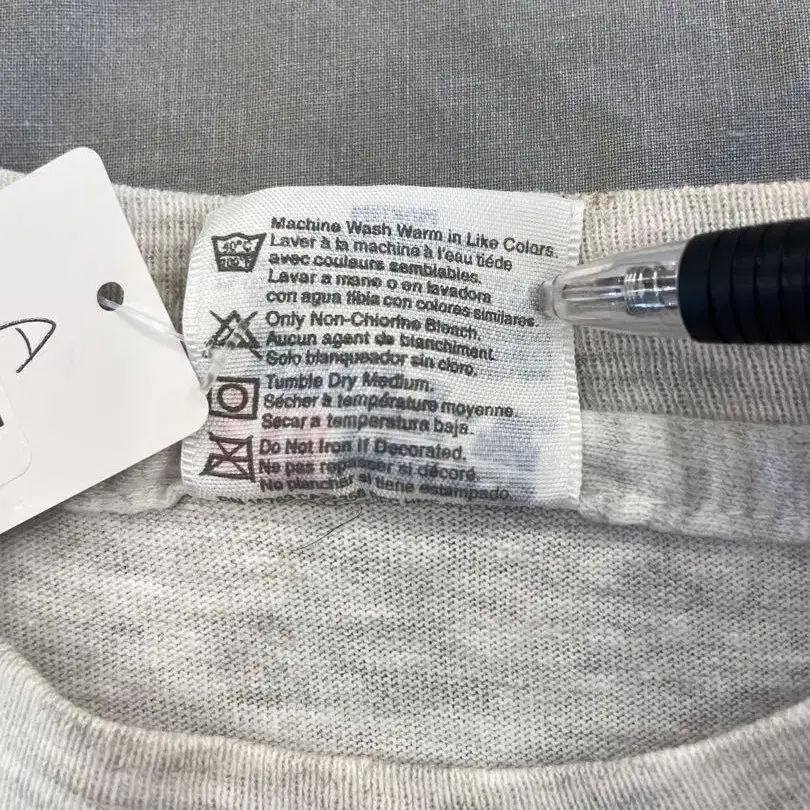 40°C
Machine Wash Warm in Like Colors.
Laver à la machine à l'eau tiéde
avec couleurs semblables.
Lavar a mano o en lavadora
con agua tibia con colores similares.
Only Non-Chlorine Bleach.
Aucun agent de blanchiment.
Solo blanqueador sin cloro.
Tumble Dry Medium.
Sécher à température moyenne.
Secar a temperatura baja.
Do Not Iron if Decorated.
Ne pas repasser si décoré.
No planchar si tiene estampado.